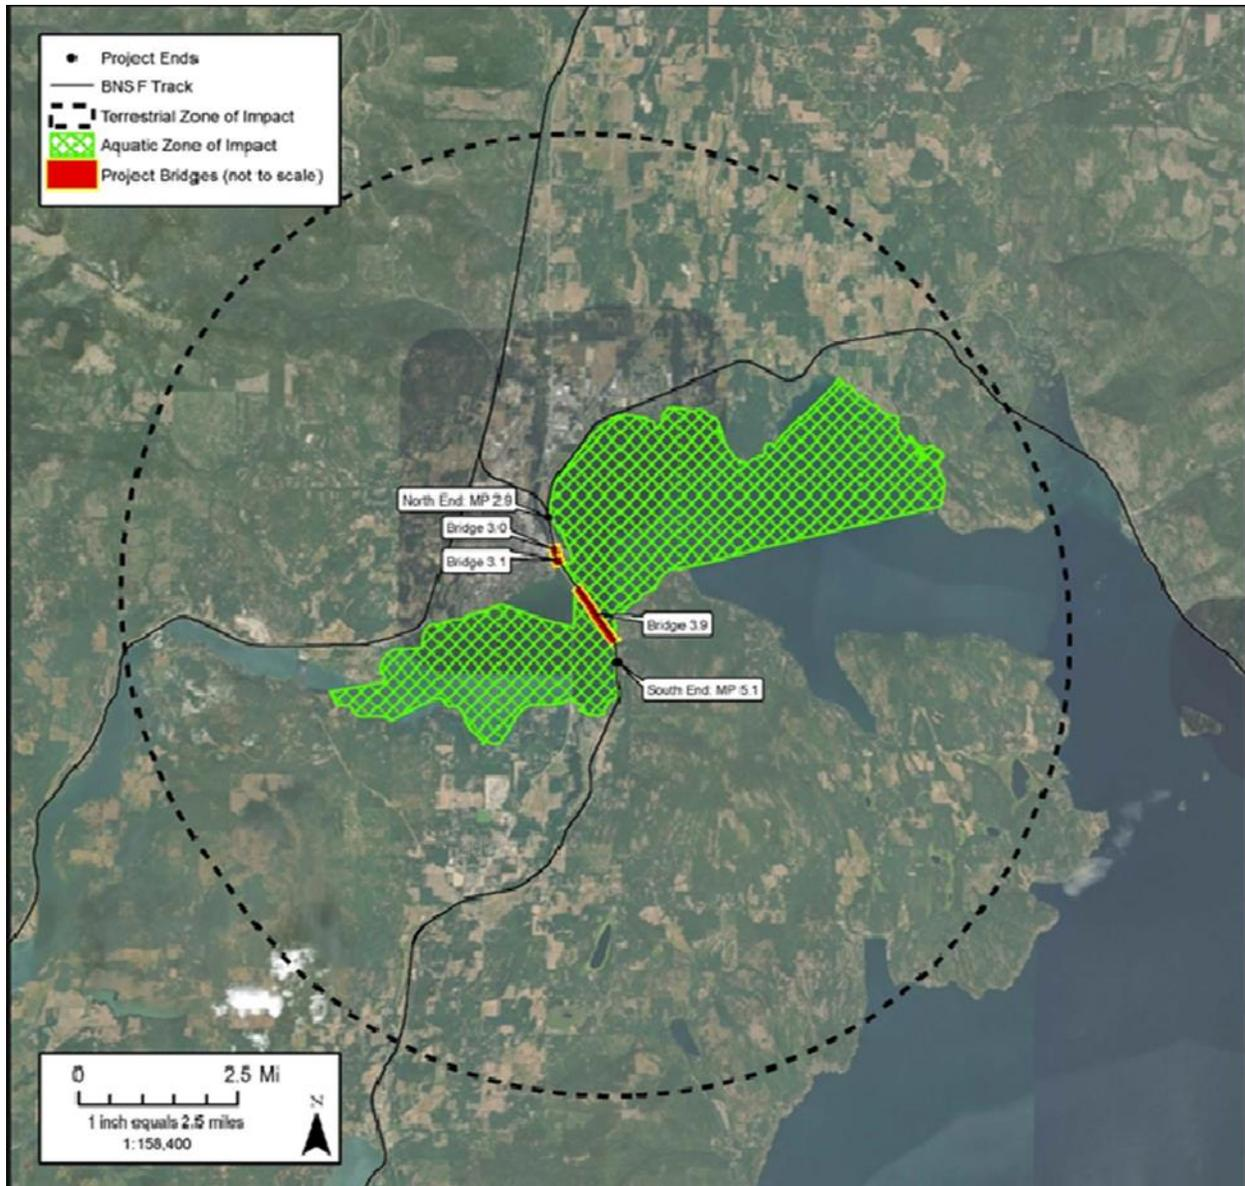 Project Ends
BNSF Track
Terrestrial Zone of Impact
Aquatic Zone of Impact
Project Bridges (not to scale)
North End: MP 2.9
Bridge 3.0
Bridge 3.1
Bridge 3.9
South End: MP 5.1
0 2.5 Mi
1 inch equals 2.5 miles
1:158,400
N